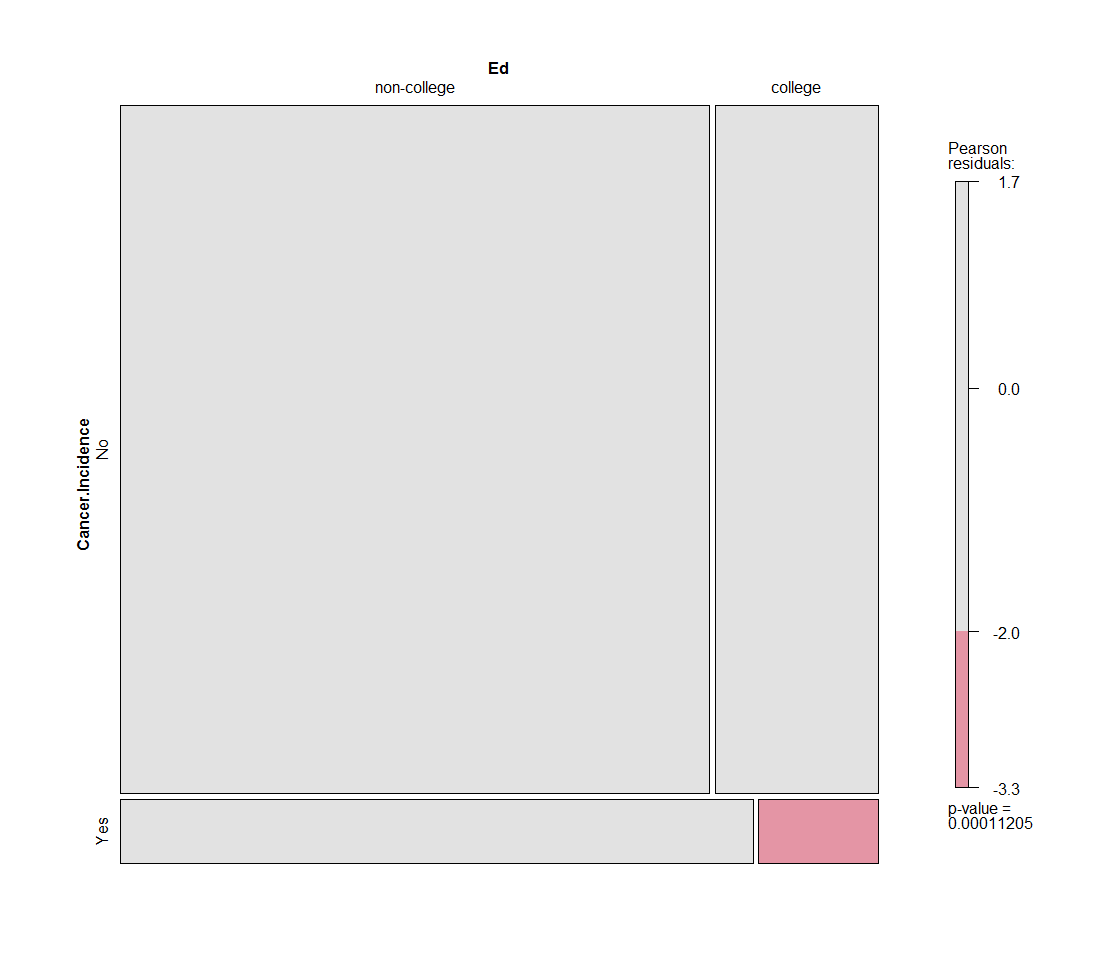 Ed
non-college
college
Pearson
residuals:
1.7
0.0
-2.0
-3.3
p-value =
0.00011205
Cancer.Incidence
No
Yes